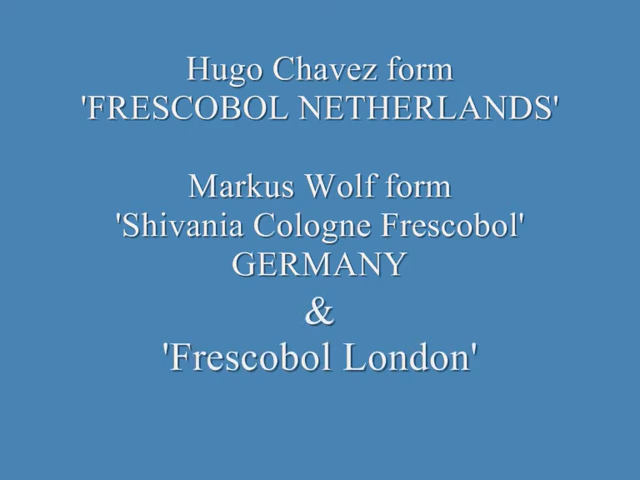 Hugo Chavez form
'FRESCOBOL NETHERLANDS'
Markus Wolf form
'Shivania Cologne Frescobol'
GERMANY
&
'Frescobol London'